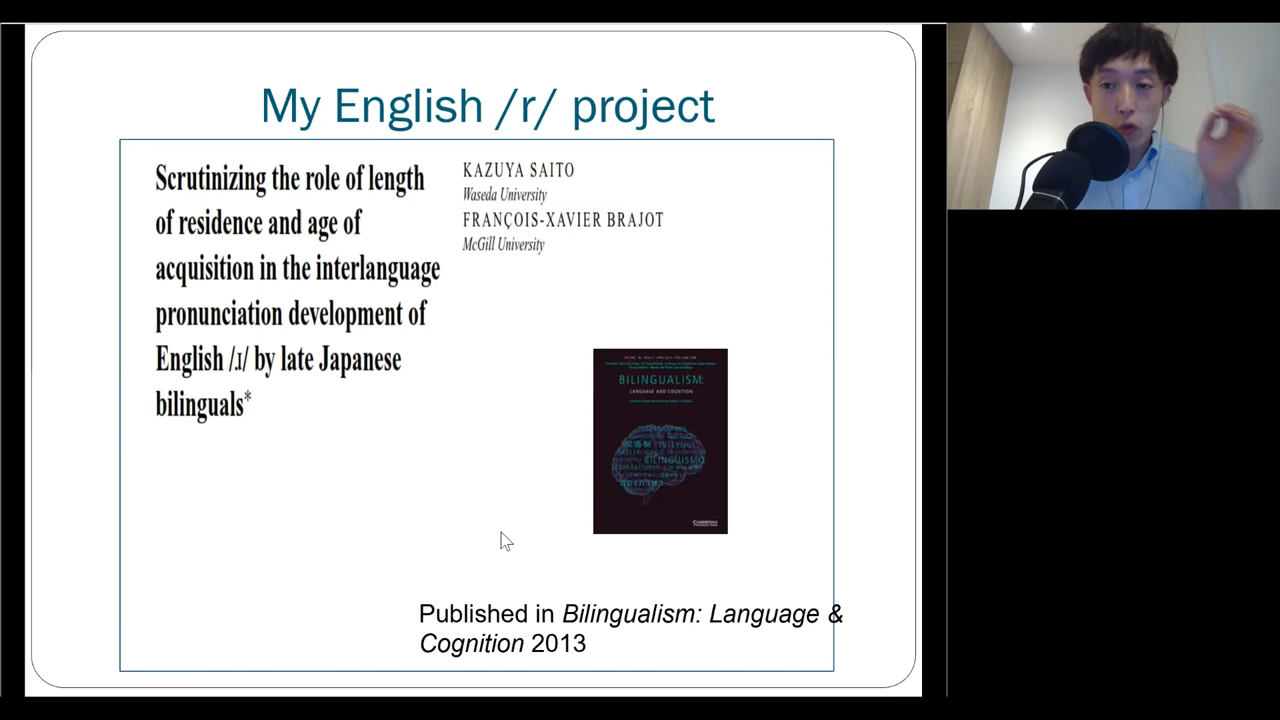 My English /r/ project
Scrutinizing the role of length
of residence and age of
acquisition in the interlanguage
pronunciation development of
English /ɹ/ by late Japanese
bilinguals*
KAZUYA SAITO
Waseda University
FRANÇOIS-XAVIER BRAJOT
McGill University
BILINGUALISM:
LANGUAGE AND COGNITION
BILINGUISMO
CAMBRIDGE
Published in Bilingualism: Language &
Cognition 2013